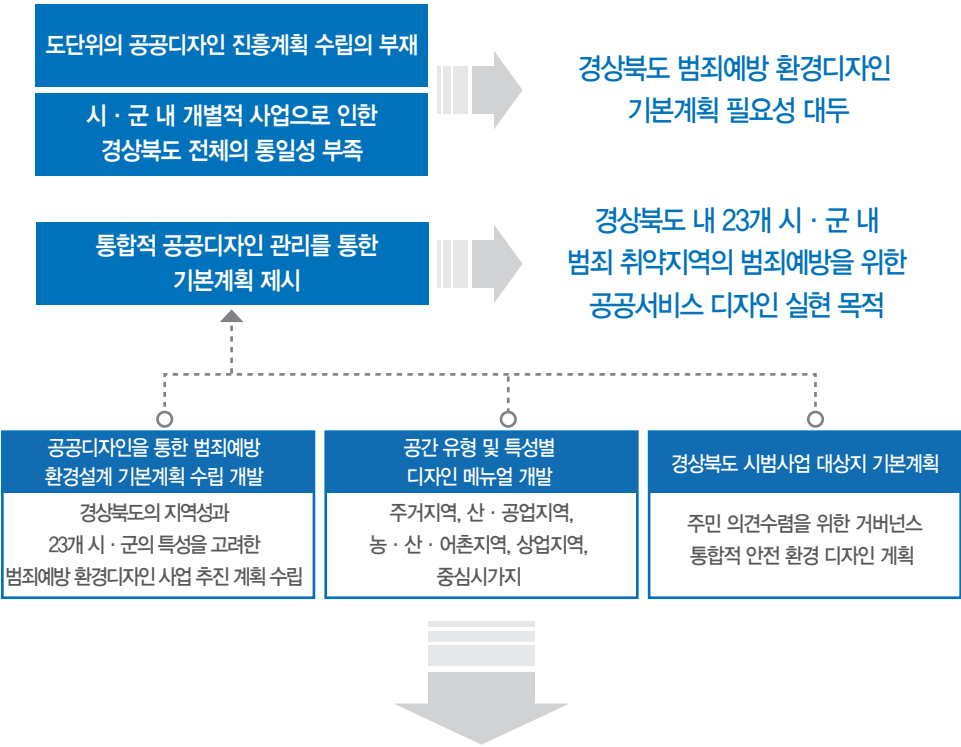 도단위의 공공디자인 진흥계획 수립의 부재
시 · 군 내 개별적 사업으로 인한
경상북도 전체의 통일성 부족
경상북도 범죄예방 환경디자인
기본계획 필요성 대두
통합적 공공디자인 관리를 통한
기본계획 제시
경상북도 내 23개 시 · 군 내
범죄 취약지역의 범죄예방을 위한
공공서비스 디자인 실현 목적
공공디자인을 통한 범죄예방
환경설계 기본계획 수립 개발
경상북도의 지역성과
23개 시 · 군의 특성을 고려한
범죄예방 환경디자인 사업 추진 계획 수립
공간 유형 및 특성별
디자인 메뉴얼 개발
주거지역, 산 · 공업지역,
농 · 산 · 어촌지역, 상업지역,
중심시가지
경상북도 시범사업 대상지 기본계획
주민 의견수렴을 위한 거버넌스
통합적 안전 환경 디자인 계획